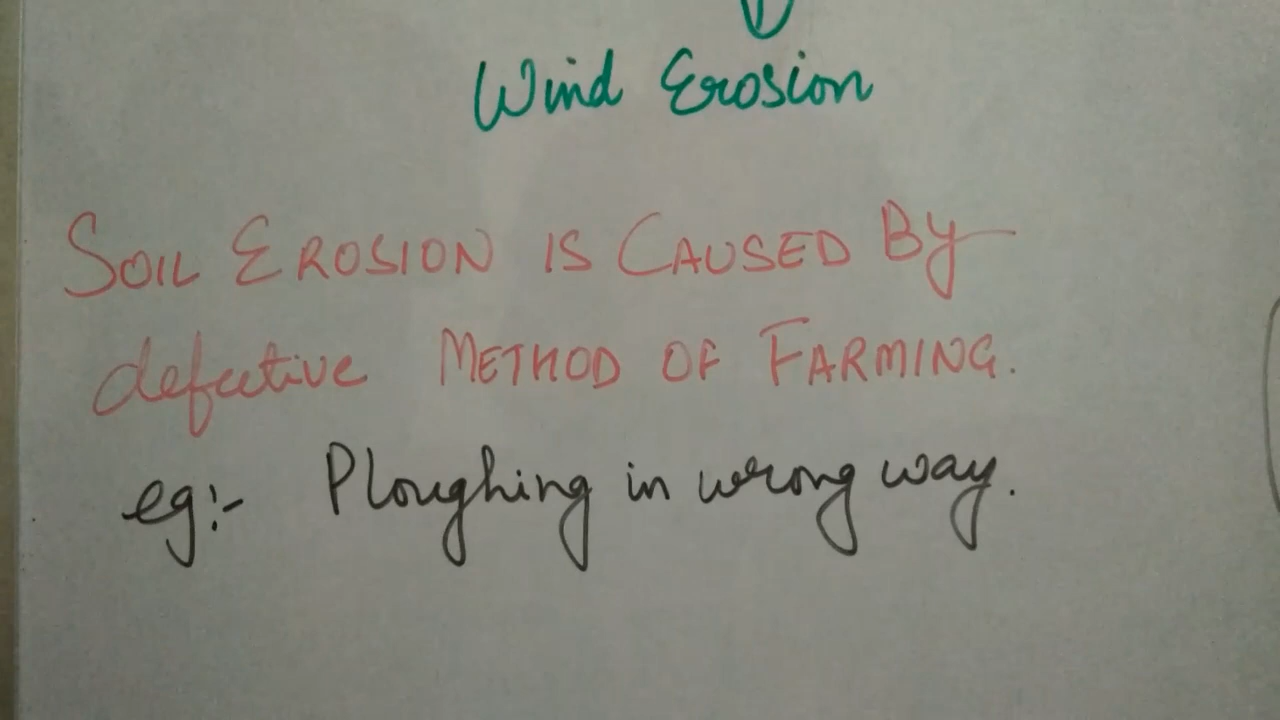 Wind Erosion
SOIL EROSION IS CAUSED By
defective METHOD OF FARMING.
eg:- Ploughing in wrong way.